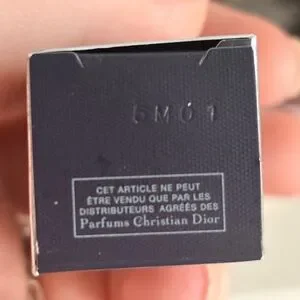 5M01
CET ARTICLE NE PEUT
ÊTRE VENDU QUE PAR LES
DISTRIBUTEURS AGRÉÉS DES
Parfums Christian Dior